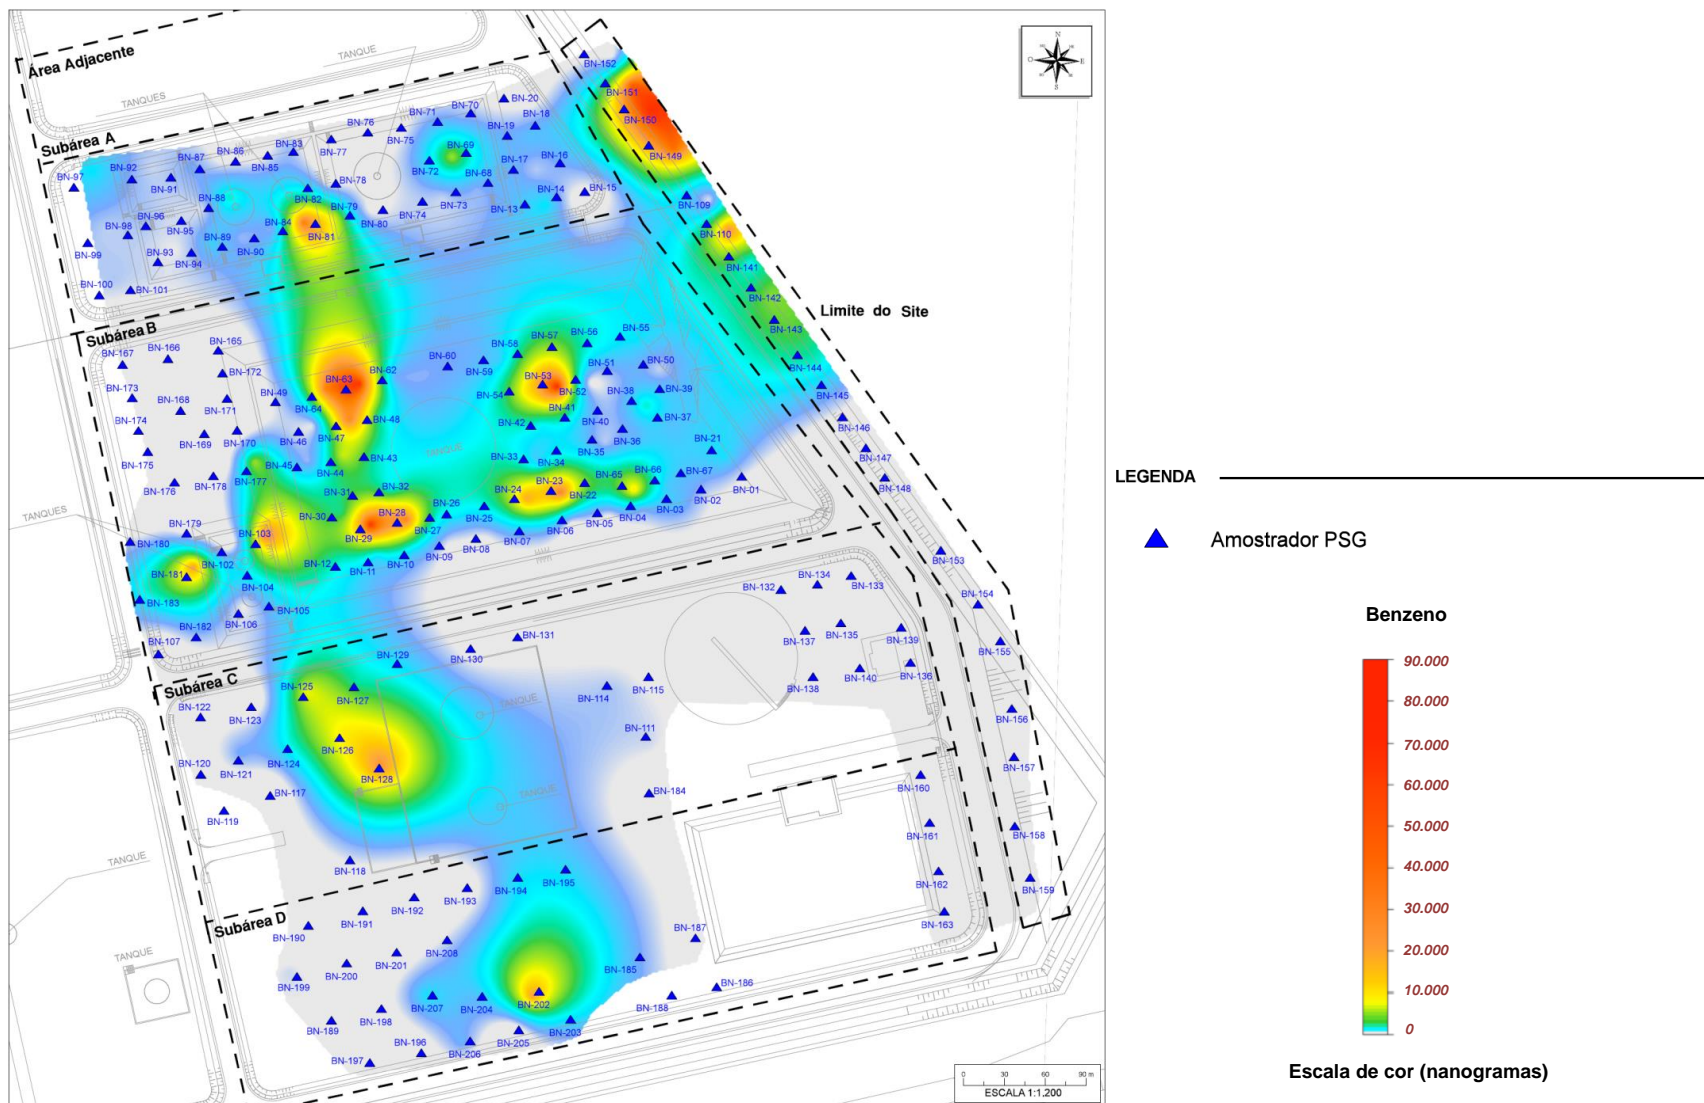 Área Adjacente
TANQUE
TANQUES
Subárea A
N
O
E
S
BN-152
BN-151
BN-150
BN-149
BN-20
BN-70
BN-71
BN-18
BN-76
BN-75
BN-19
BN-77
BN-83
BN-86
BN-85
BN-87
BN-69
BN-72
BN-17
BN-16
BN-92
BN-91
BN-97
BN-68
BN-78
BN-14
BN-15
BN-82
BN-88
BN-73
BN-13
BN-109
BN-96
BN-79
BN-74
BN-95
BN-84
BN-80
BN-81
BN-98
BN-110
BN-89
BN-90
BN-99
BN-93
BN-94
BN-141
BN-100
BN-101
BN-142
Limite do Site
BN-143
Subárea B
BN-55
BN-56
BN-57
BN-165
BN-58
BN-166
BN-167
BN-60
BN-59
BN-50
BN-51
BN-144
BN-172
BN-62
BN-63
BN-53
BN-52
BN-173
BN-49
BN-38
BN-39
BN-54
BN-145
BN-168
BN-171
BN-64
BN-41
BN-40
BN-48
BN-37
BN-174
BN-42
BN-146
BN-169
BN-170
BN-46
BN-47
BN-36
BN-21
TANQUE
BN-35
BN-175
BN-33
BN-34
BN-147
BN-45
BN-44
BN-43
BN-66
BN-67
BN-65
BN-177
BN-178
BN-176
BN-23
BN-01
BN-148
BN-32
BN-31
BN-24
BN-22
BN-02
BN-26
BN-25
BN-03
BN-04
BN-05
TANQUES
BN-30
BN-28
BN-27
BN-06
BN-179
BN-103
BN-29
BN-07
BN-180
BN-08
BN-09
BN-153
BN-102
BN-12
BN-11
BN-10
BN-181
BN-134
BN-132
BN-133
BN-104
BN-183
BN-154
BN-105
BN-106
BN-182
BN-135
BN-139
BN-107
BN-131
BN-137
BN-155
BN-130
BN-129
BN-140
BN-136
BN-138
Subárea C
BN-115
BN-125
BN-114
BN-127
TANQUE
BN-122
BN-123
BN-156
BN-111
BN-126
BN-124
BN-128
BN-121
BN-120
BN-157
BN-160
BN-184
BN-117
TANQUE
BN-119
BN-161
BN-158
TANQUE
BN-118
BN-194
BN-195
BN-162
BN-159
BN-193
BN-192
BN-191
BN-163
Subárea D
BN-190
BN-187
BN-208
BN-201
TANQUE
BN-185
BN-200
BN-199
BN-186
BN-202
BN-207
BN-204
BN-188
BN-198
BN-189
BN-203
BN-205
BN-196
BN-206
BN-197
0 30 60 90 m
ESCALA 1:1,200
LEGENDA
Amostrador PSG
Benzeno
90.000
80.000
70.000
60.000
50.000
40.000
30.000
20.000
10.000
0
Escala de cor (nanogramas)